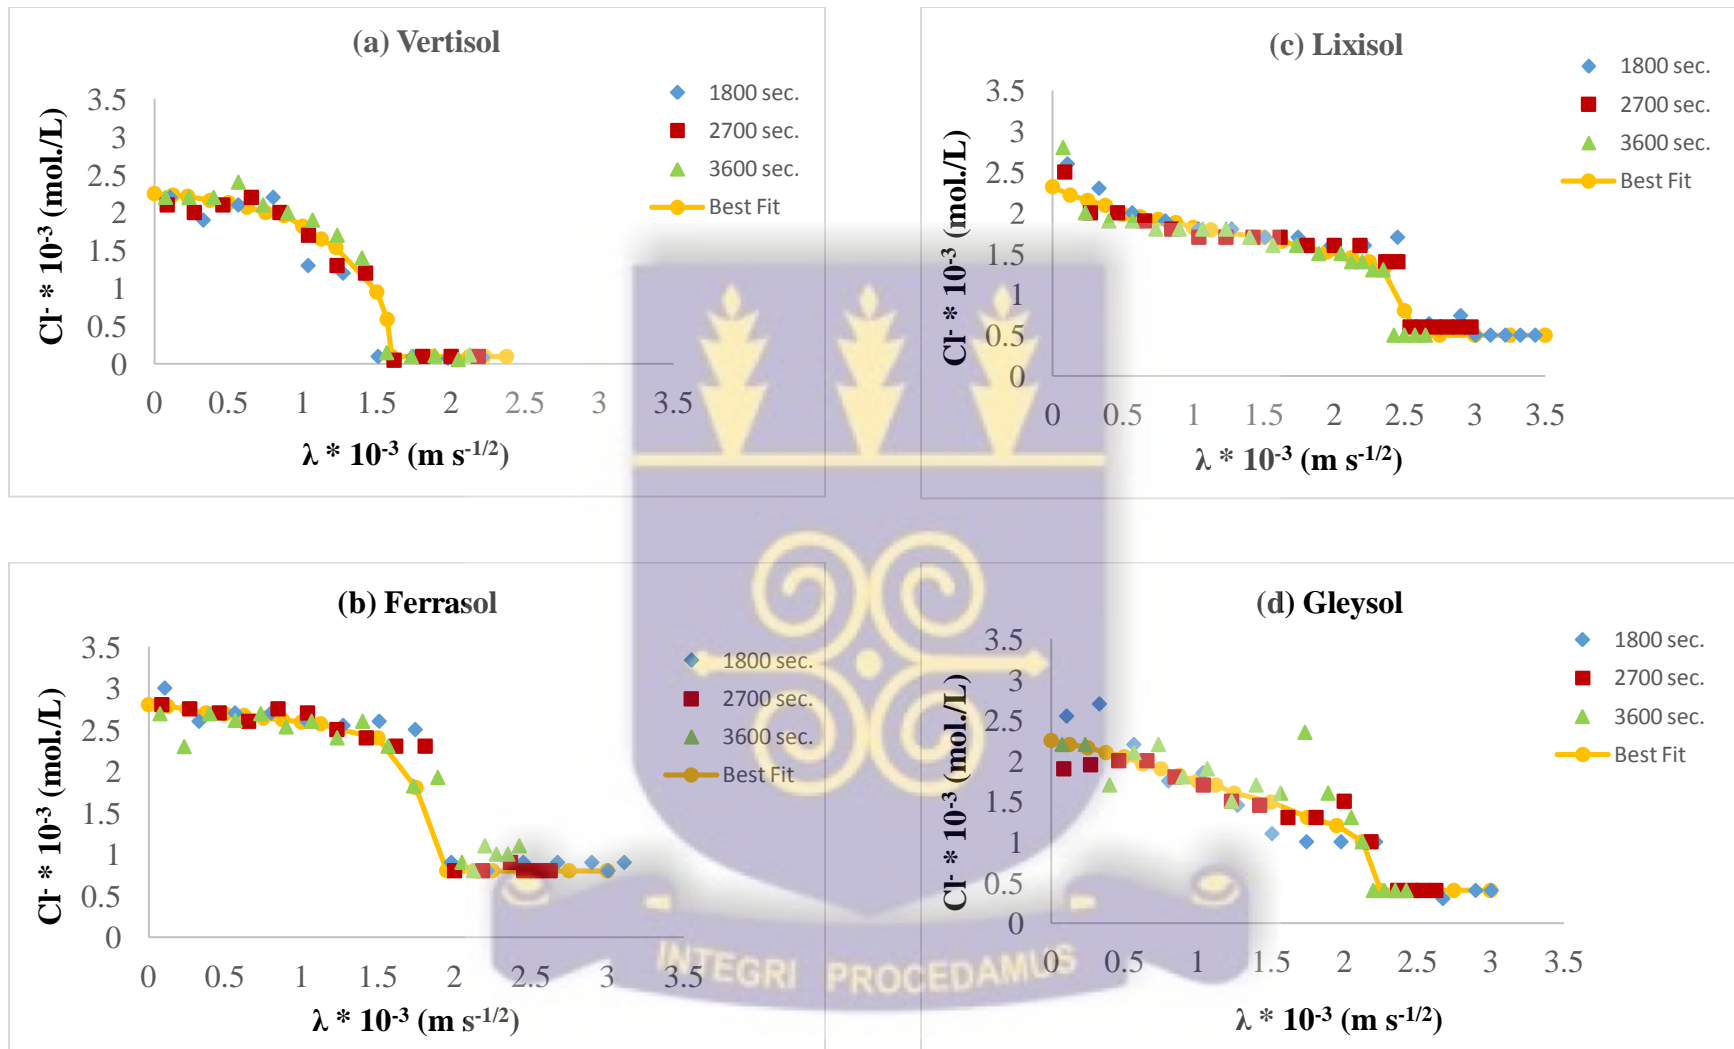 (a) Vertisol
1800 sec.
2700 sec.
3600 sec.
Best Fit
3.5
3
2.5
2
1.5
1
0.5
0
Cl- * 10-3 (mol./L)
0 0.5 1 1.5 2 2.5 3 3.5
λ * 10-3 (m s-1/2)
(c) Lixisol
1800 sec.
2700 sec.
3600 sec.
Best Fit
3.5
3
2.5
2
1.5
1
0.5
0
Cl- * 10-3 (mol./L)
0 0.5 1 1.5 2 2.5 3 3.5
λ * 10-3 (m s-1/2)
(b) Ferrasol
1800 sec.
2700 sec.
3600 sec.
Best Fit
3.5
3
2.5
2
1.5
1
0.5
0
Cl- * 10-3 (mol./L)
0 0.5 1 1.5 2 2.5 3 3.5
λ * 10-3 (m s-1/2)
(d) Gleysol
1800 sec.
2700 sec.
3600 sec.
Best Fit
3.5
3
2.5
2
1.5
1
0.5
0
Cl- * 10-3 (mol./L)
0 0.5 1 1.5 2 2.5 3 3.5
λ * 10-3 (m s-1/2)
INTEGRI PROCEDAMUS